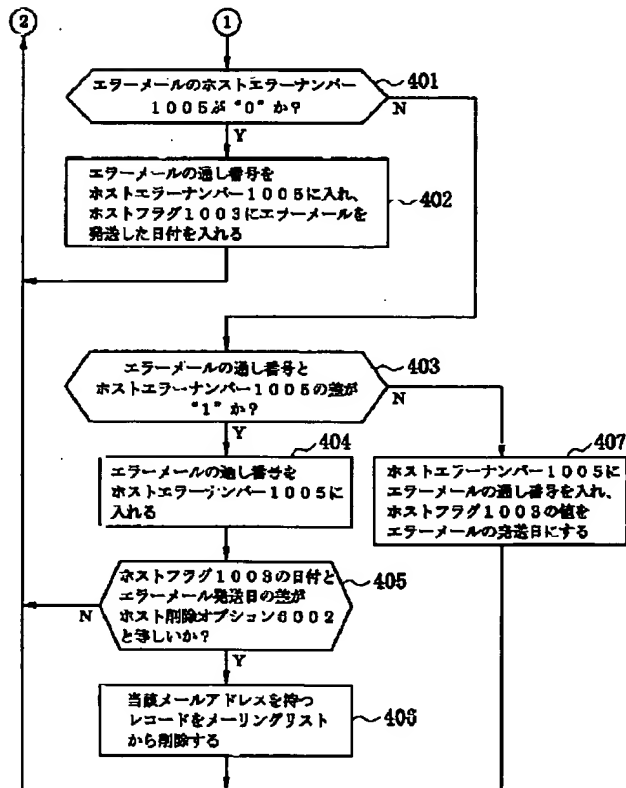 ②
①
エラーメールのホストエラーナンバー
1005が“0”か?
401
N
Y
エラーメールの通し番号を
ホストエラーナンバー1005に入れ、
ホストフラグ1003にエラーメールを
発送した日付を入れる
402
エラーメールの通し番号と
ホストエラーナンバー1005の差が
“1”か?
403
N
Y
404
エラーメールの通し番号を
ホストエラーナンバー1005に
入れる
407
ホストエラーナンバー1005に
エラーメールの通し番号を入れ、
ホストフラグ1003の値を
エラーメールの発送日にする
ホストフラグ1003の日付と
エラーメール発送日の差が
ホスト削除オプション6002
と等しいか?
405
N
Y
当該メールアドレスを持つ
レコードをメーリングリスト
から削除する
406